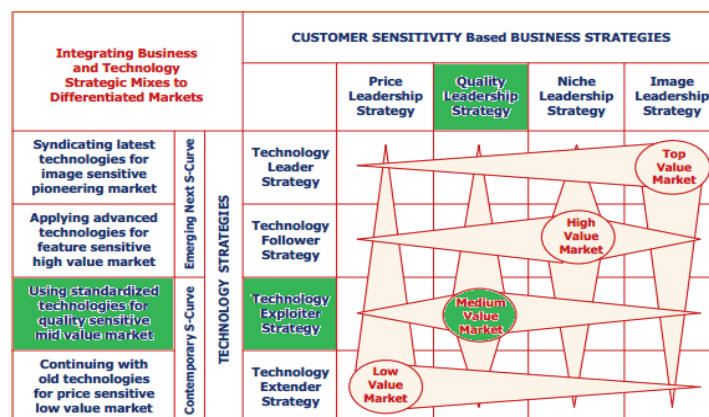 Integrating Business
and Technology
Strategic Mixes to
Differentiated Markets
CUSTOMER SENSITIVITY Based BUSINESS STRATEGIES
Price
Leadership
Strategy
Quality
Leadership
Strategy
Niche
Leadership
Strategy
Image
Leadership
Strategy
Syndicating latest
technologies for
image sensitive
pioneering market
Emerging Next S-Curve
TECHNOLOGY STRATEGIES
Technology
Leader
Strategy
Top
Value
Market
Applying advanced
technologies for
feature sensitive
high value market
Technology
Follower
Strategy
High
Value
Market
Using standardized
technologies for
quality sensitive
mid value market
Contemporary S-Curve
Technology
Exploiter
Strategy
Medium
Value
Market
Continuing with
old technologies
for price sensitive
low value market
Technology
Extender
Strategy
Low
Value
Market